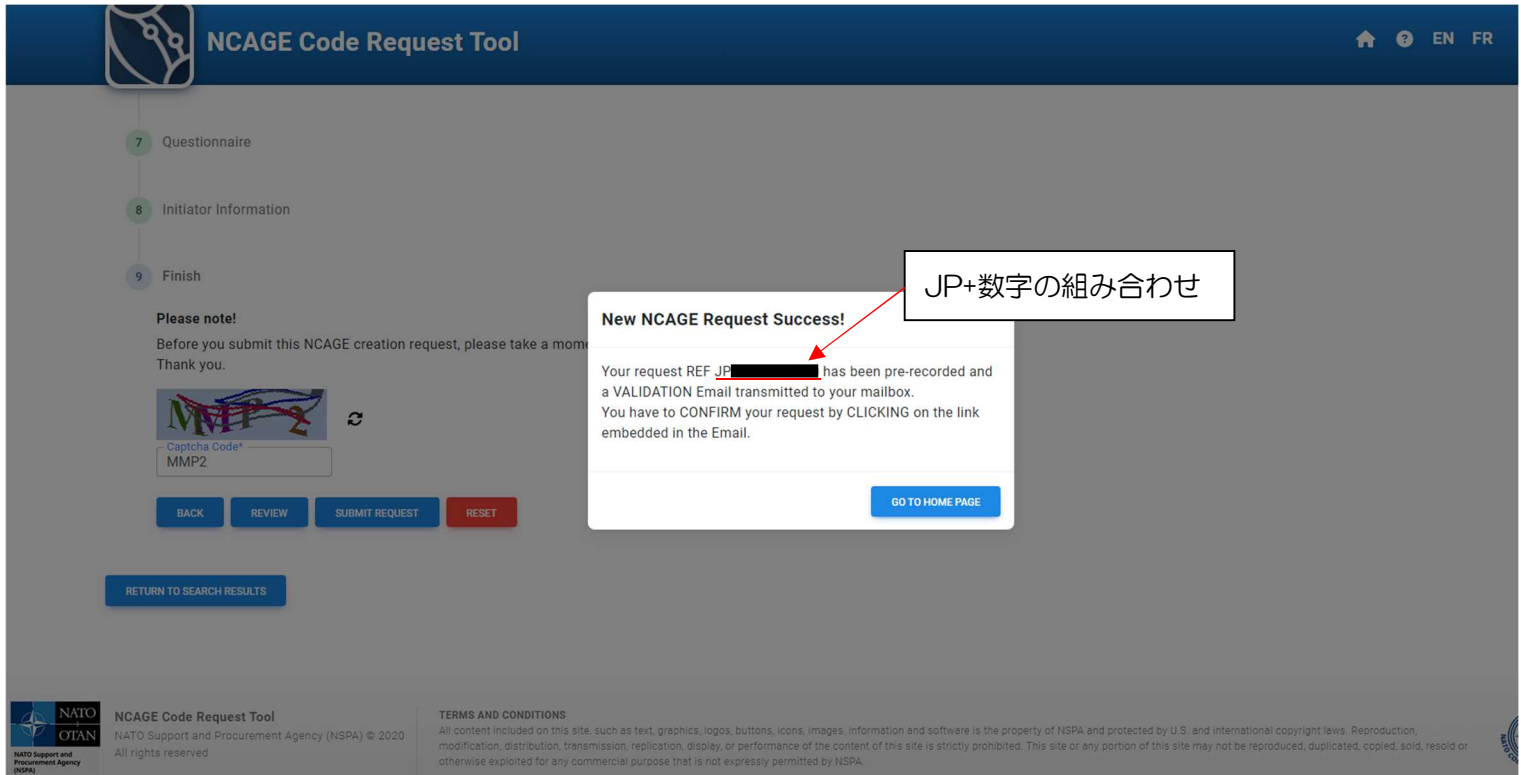 NCAGE Code Request Tool
EN FR
7 Questionnaire
8 Initiator Information
9 Finish
Please note!
Before you submit this NCAGE creation request, please take a mome
Thank you.
MMP2
Captcha Code*
MMP2
BACK REVIEW SUBMIT REQUEST RESET
RETURN TO SEARCH RESULTS
JP+数字の組み合わせ
New NCAGE Request Success!
Your request REF JP has been pre-recorded and
a VALIDATION Email transmitted to your mailbox.
You have to CONFIRM your request by CLICKING on the link
embedded in the Email.
GO TO HOME PAGE
NATO
OTAN
NATO Support and
Procurement Agency
(NSPA)
NCAGE Code Request Tool
NATO Support and Procurement Agency (NSPA) © 2020
All rights reserved
TERMS AND CONDITIONS
All content included on this site, such as text, graphics, logos, buttons, icons, images, information and software is the property of NSPA and protected by U.S. and international copyright laws. Reproduction,
modification, distribution, transmission, replication, display, or performance of the content of this site is strictly prohibited. This site or any portion of this site may not be reproduced, duplicated, copied, sold, resold or
otherwise exploited for any commercial purpose that is not expressly permitted by NSPA.